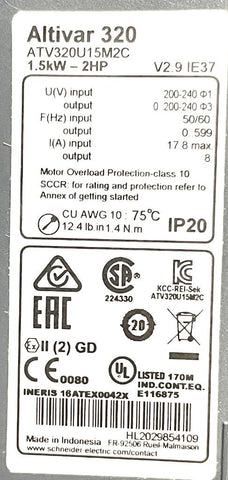 Altivar 320
ATV320U15M2C
1.5kW – 2HP V2.9 IE37
U(V) input 200-240 Φ1
output 0 200-240 Φ3
F(Hz) input 50/60
output 0 599
I(A) input 17.8 max
output 8
Motor Overload Protection-class 10
SCCR: for rating and protection refer to
Annex of getting started
CU AWG 10 : 75°C
12.4 lb.in 1.4 N.m IP20
KCC-REI-Sek
ATV320U15M2C
224330
EAC
20
Ex II (2) GD
CE 0080
UL LISTED 170M
IND.CONT.EQ.
E116875
INERIS 16ATEX0042X
HL2029854109
Made in Indonesia FR-92506 Rueil-Malmaison
www.schneider electric.com/contact